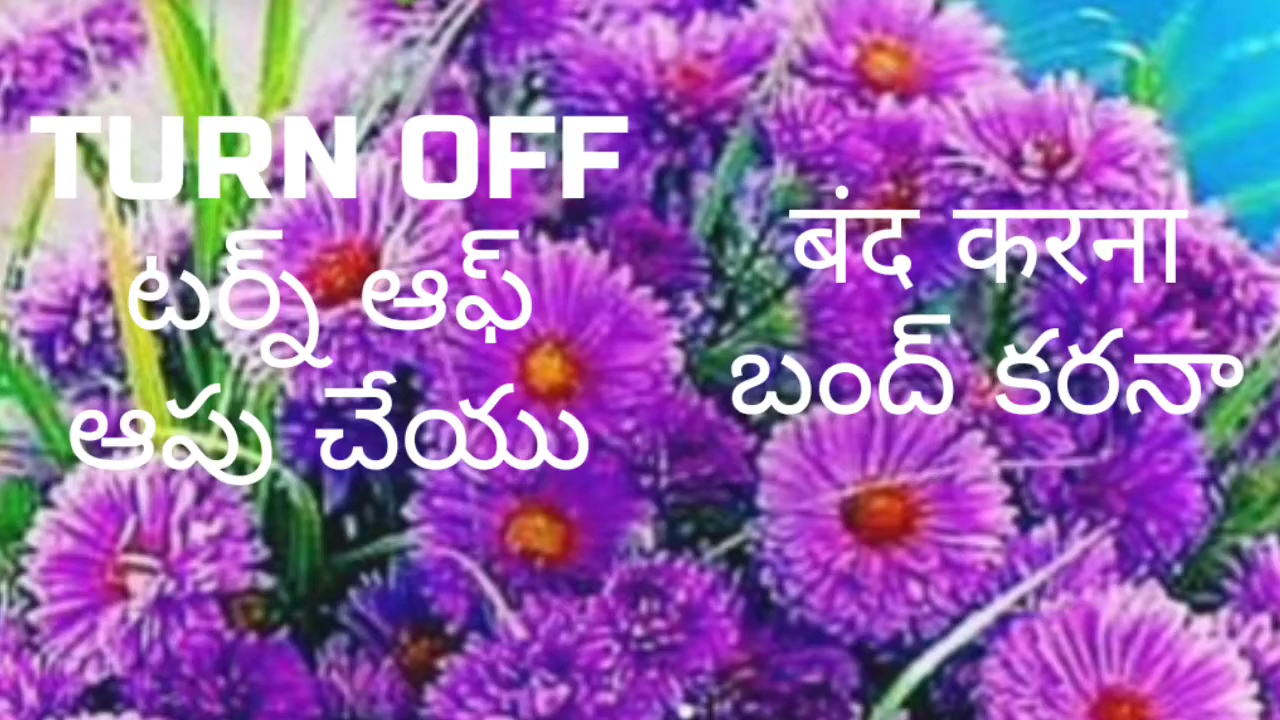 TURN OFF
టర్న్ ఆఫ్
ఆపు చేయు
बंद करना
బంద్ కరనా